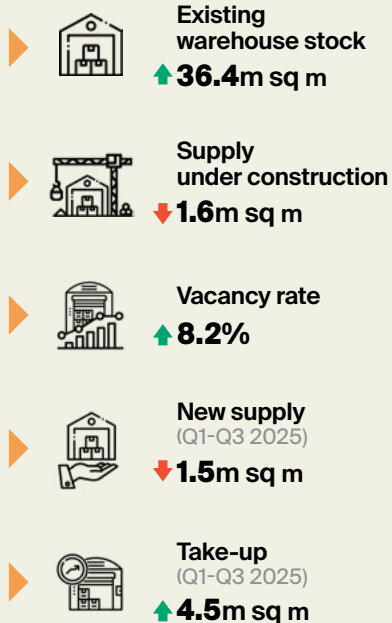 Existing
warehouse stock
36.4m sq m
Supply
under construction
1.6m sq m
Vacancy rate
8.2%
New supply
(Q1-Q3 2025)
1.5m sq m
Take-up
(Q1-Q3 2025)
4.5m sq m